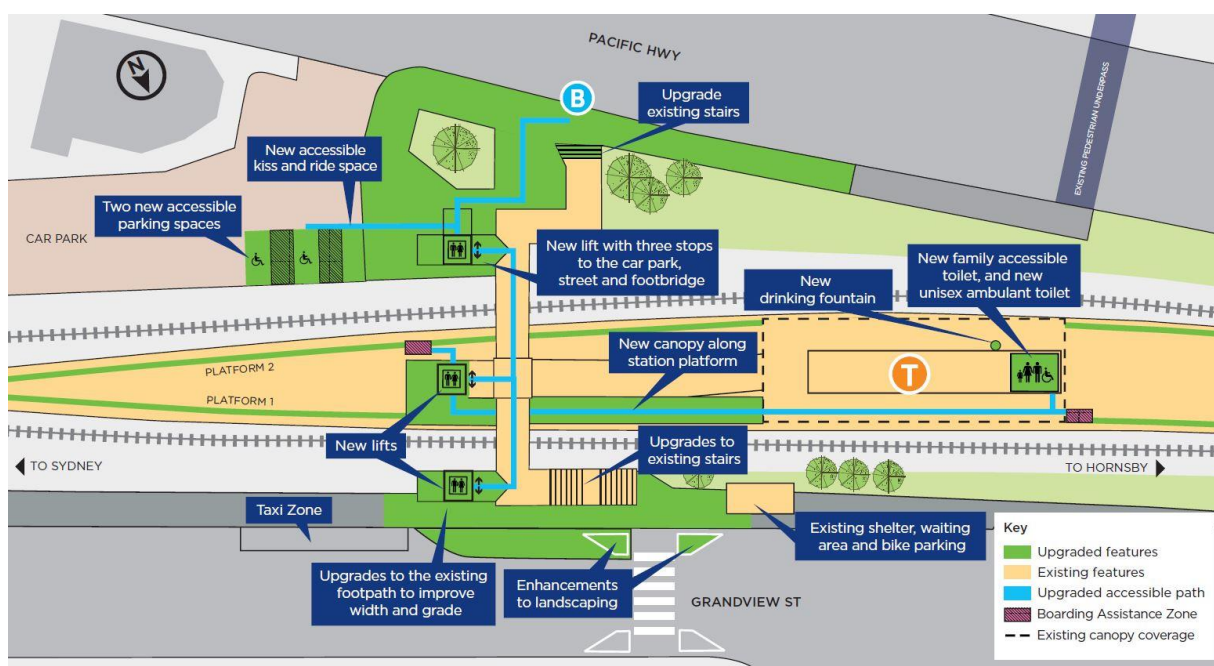 PACIFIC HWY
N
B
Upgrade
existing stairs
EXISTING PEDESTRIAN UNDERPASS
New accessible
kiss and ride space
Two new accessible
parking spaces
CAR PARK
New lift with three stops
to the car park,
street and footbridge
New family accessible
toilet, and new
unisex ambulant toilet
New
drinking fountain
New canopy along
station platform
PLATFORM 2
T
PLATFORM 1
New lifts
Upgrades to
existing stairs
TO SYDNEY
TO HORNSBY
Taxi Zone
Existing shelter, waiting
area and bike parking
Upgrades to the existing
footpath to improve
width and grade
Enhancements
to landscaping
GRANDVIEW ST
Key
Upgraded features
Existing features
Upgraded accessible path
Boarding Assistance Zone
Existing canopy coverage